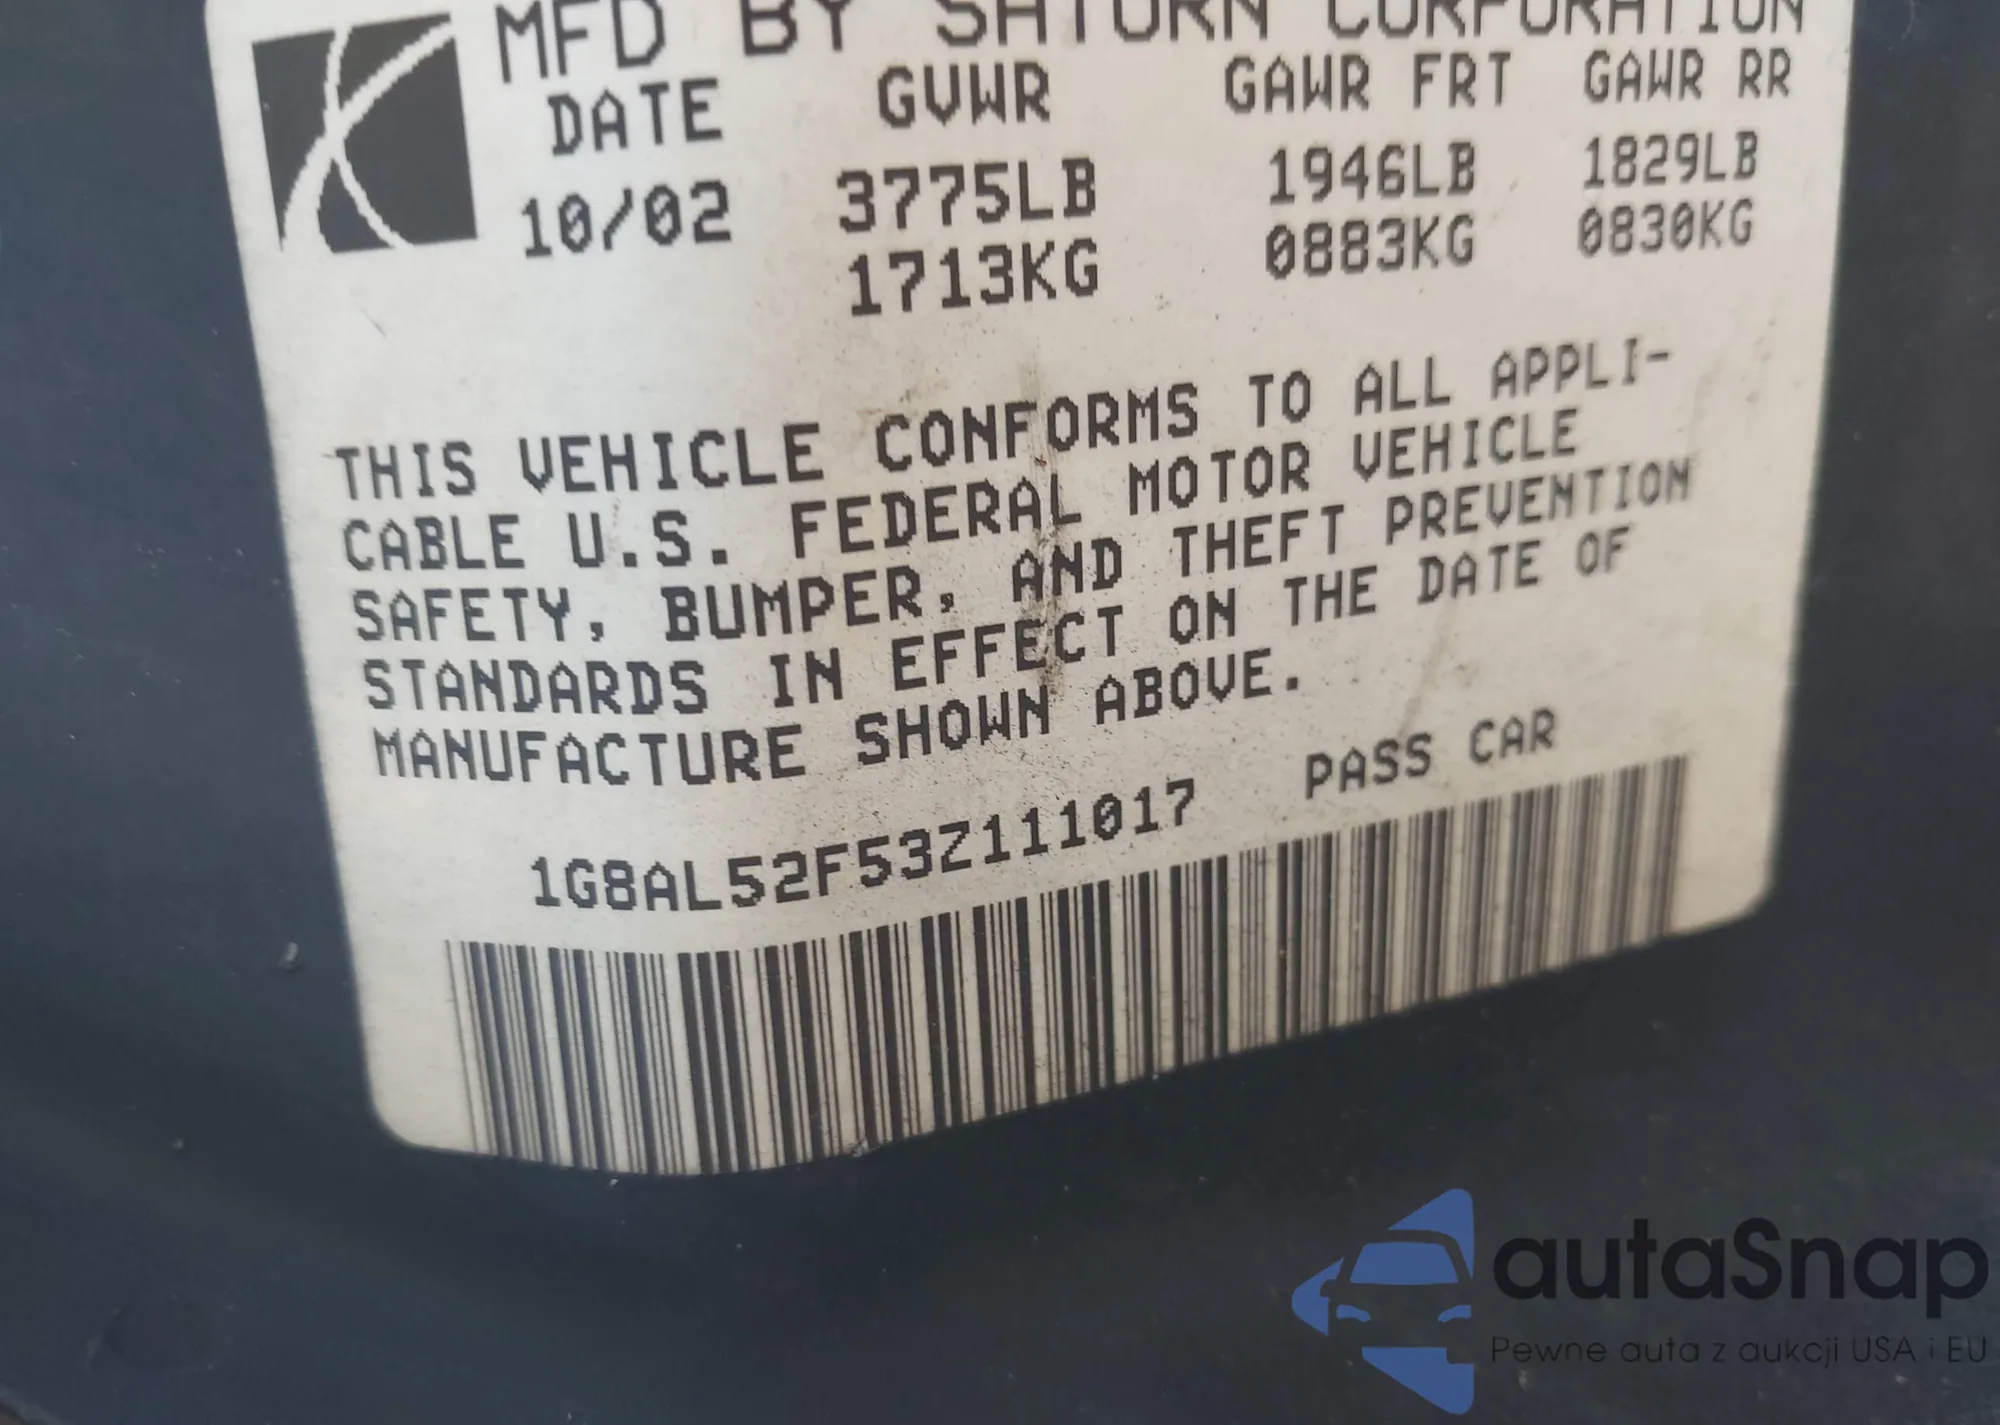 MFD BY SATURN CORPORATION
DATE GVWR GAWR FRT GAWR RR
10/02 3775LB 1946LB 1829LB
1713KG 0883KG 0830KG
THIS VEHICLE CONFORMS TO ALL APPLI-
CABLE U.S. FEDERAL MOTOR VEHICLE
SAFETY, BUMPER, AND THEFT PREVENTION
STANDARDS IN EFFECT ON THE DATE OF
MANUFACTURE SHOWN ABOVE.
1G8AL52F53Z111017 PASS CAR
autaSnap
Pewne auta z aukcji USA i EU